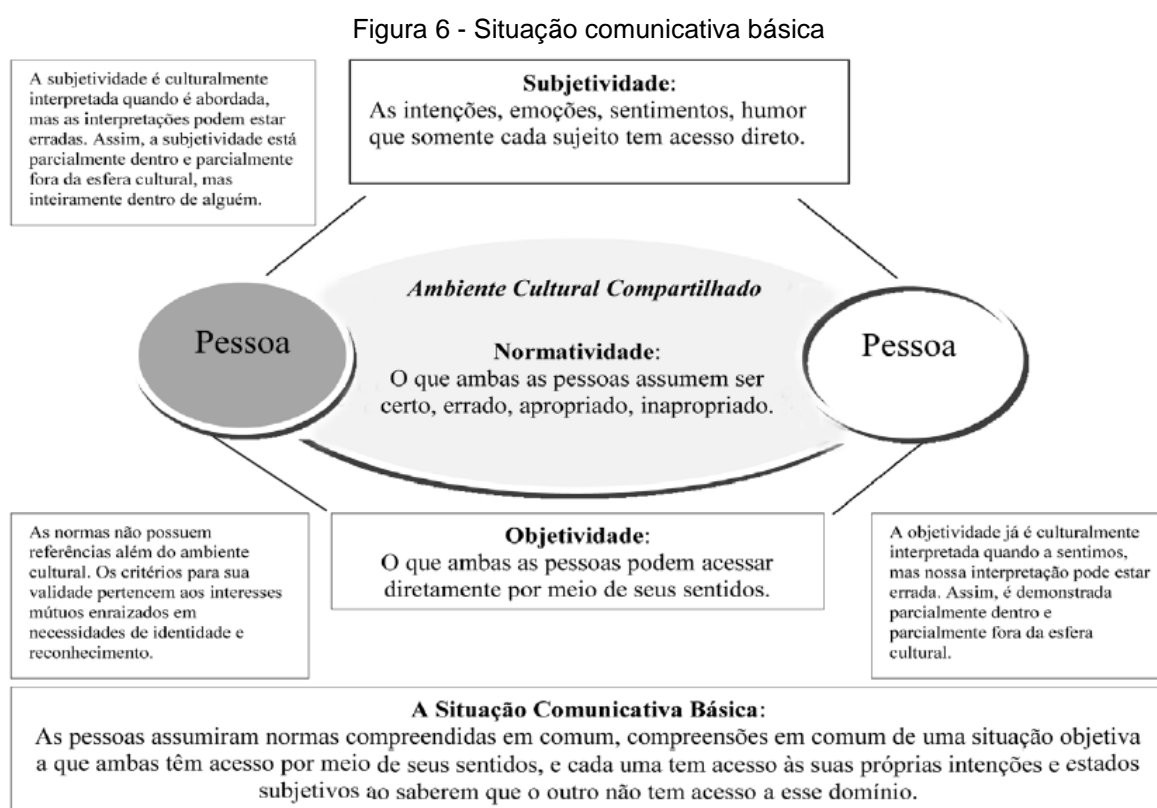 Figura 6 - Situação comunicativa básica
A subjetividade é culturalmente
interpretada quando é abordada,
mas as interpretações podem estar
erradas. Assim, a subjetividade está
parcialmente dentro e parcialmente
fora da esfera cultural, mas
inteiramente dentro de alguém.
Subjetividade:
As intenções, emoções, sentimentos, humor
que somente cada sujeito tem acesso direto.
Ambiente Cultural Compartilhado
Pessoa
Normatividade:
O que ambas as pessoas assumem ser
certo, errado, apropriado, inapropriado.
Pessoa
As normas não possuem
referências além do ambiente
cultural. Os critérios para sua
validade pertencem aos interesses
mútuos enraizados em
necessidades de identidade e
reconhecimento.
Objetividade:
O que ambas as pessoas podem acessar
diretamente por meio de seus sentidos.
A objetividade já é culturalmente
interpretada quando a sentimos,
mas nossa interpretação pode estar
errada. Assim, é demonstrada
parcialmente dentro e
parcialmente fora da esfera
cultural.
A Situação Comunicativa Básica:
As pessoas assumiram normas compreendidas em comum, compreensões em comum de uma situação objetiva
a que ambas têm acesso por meio de seus sentidos, e cada uma tem acesso às suas próprias intenções e estados
subjetivos ao saberem que o outro não tem acesso a esse domínio.